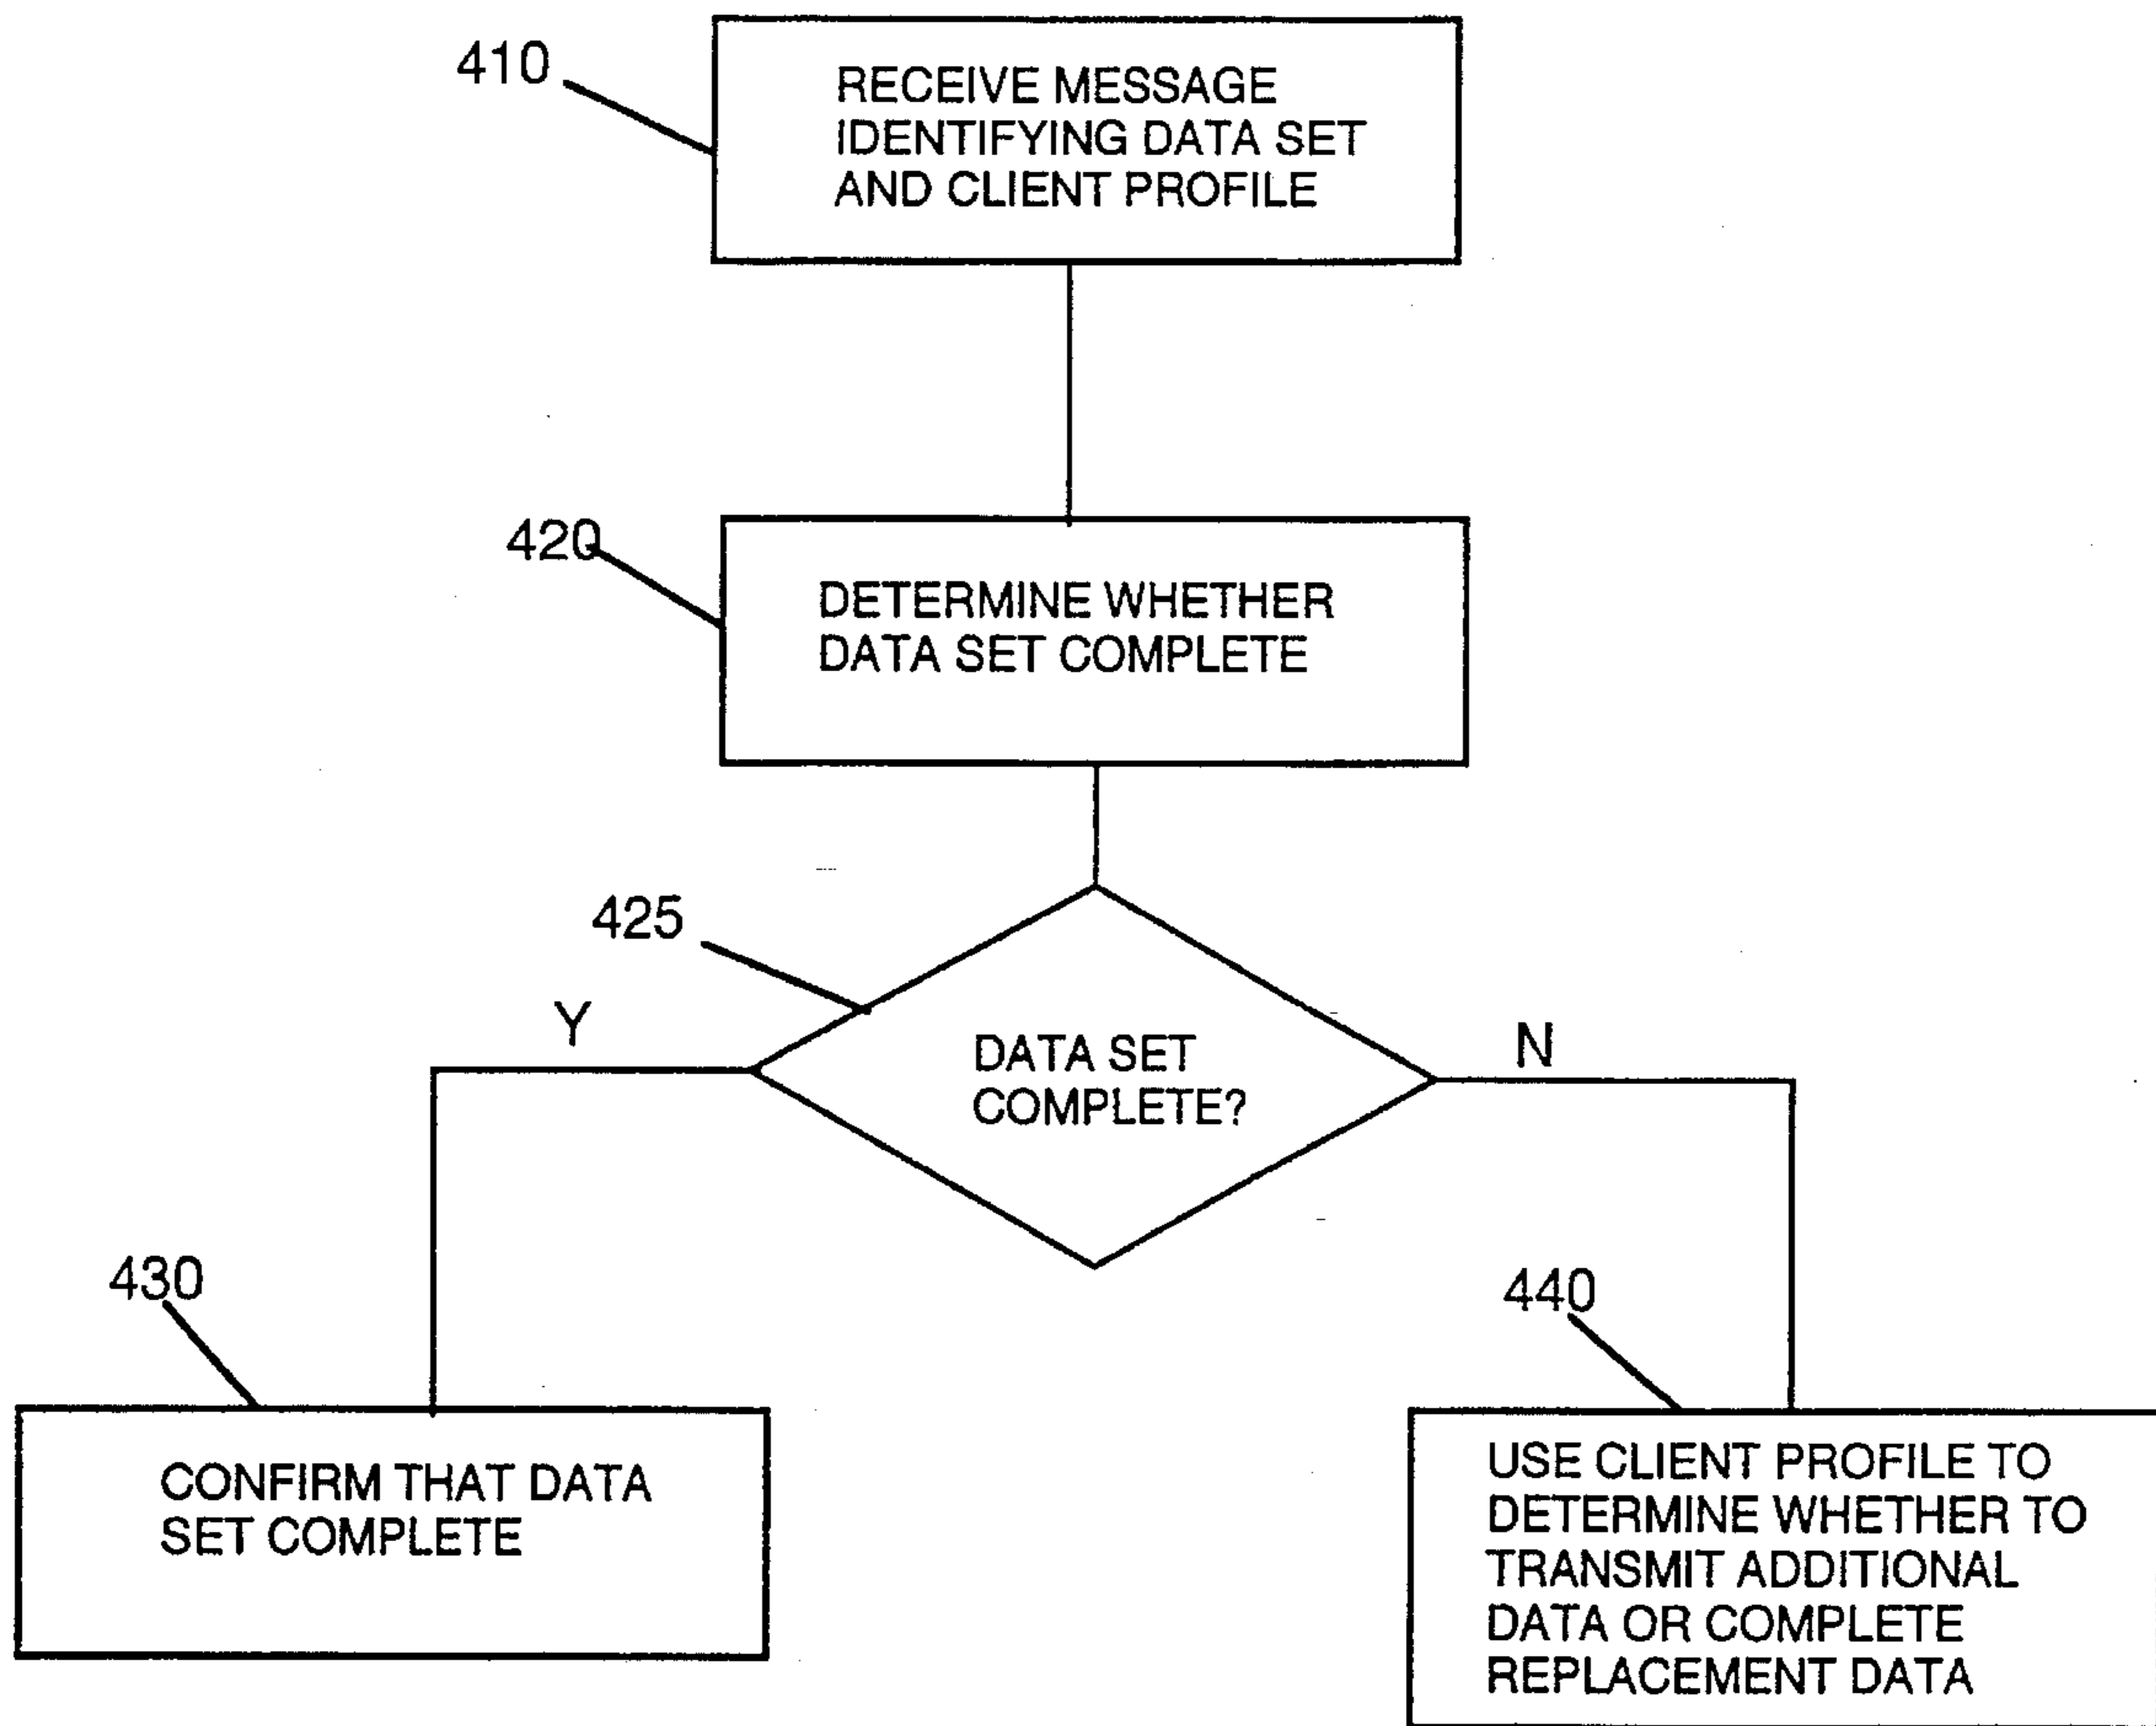 410
RECEIVE MESSAGE
IDENTIFYING DATA SET
AND CLIENT PROFILE
420
DETERMINE WHETHER
DATA SET COMPLETE
425
Y
DATA SET
COMPLETE?
N
430
CONFIRM THAT DATA
SET COMPLETE
440
USE CLIENT PROFILE TO
DETERMINE WHETHER TO
TRANSMIT ADDITIONAL
DATA OR COMPLETE
REPLACEMENT DATA